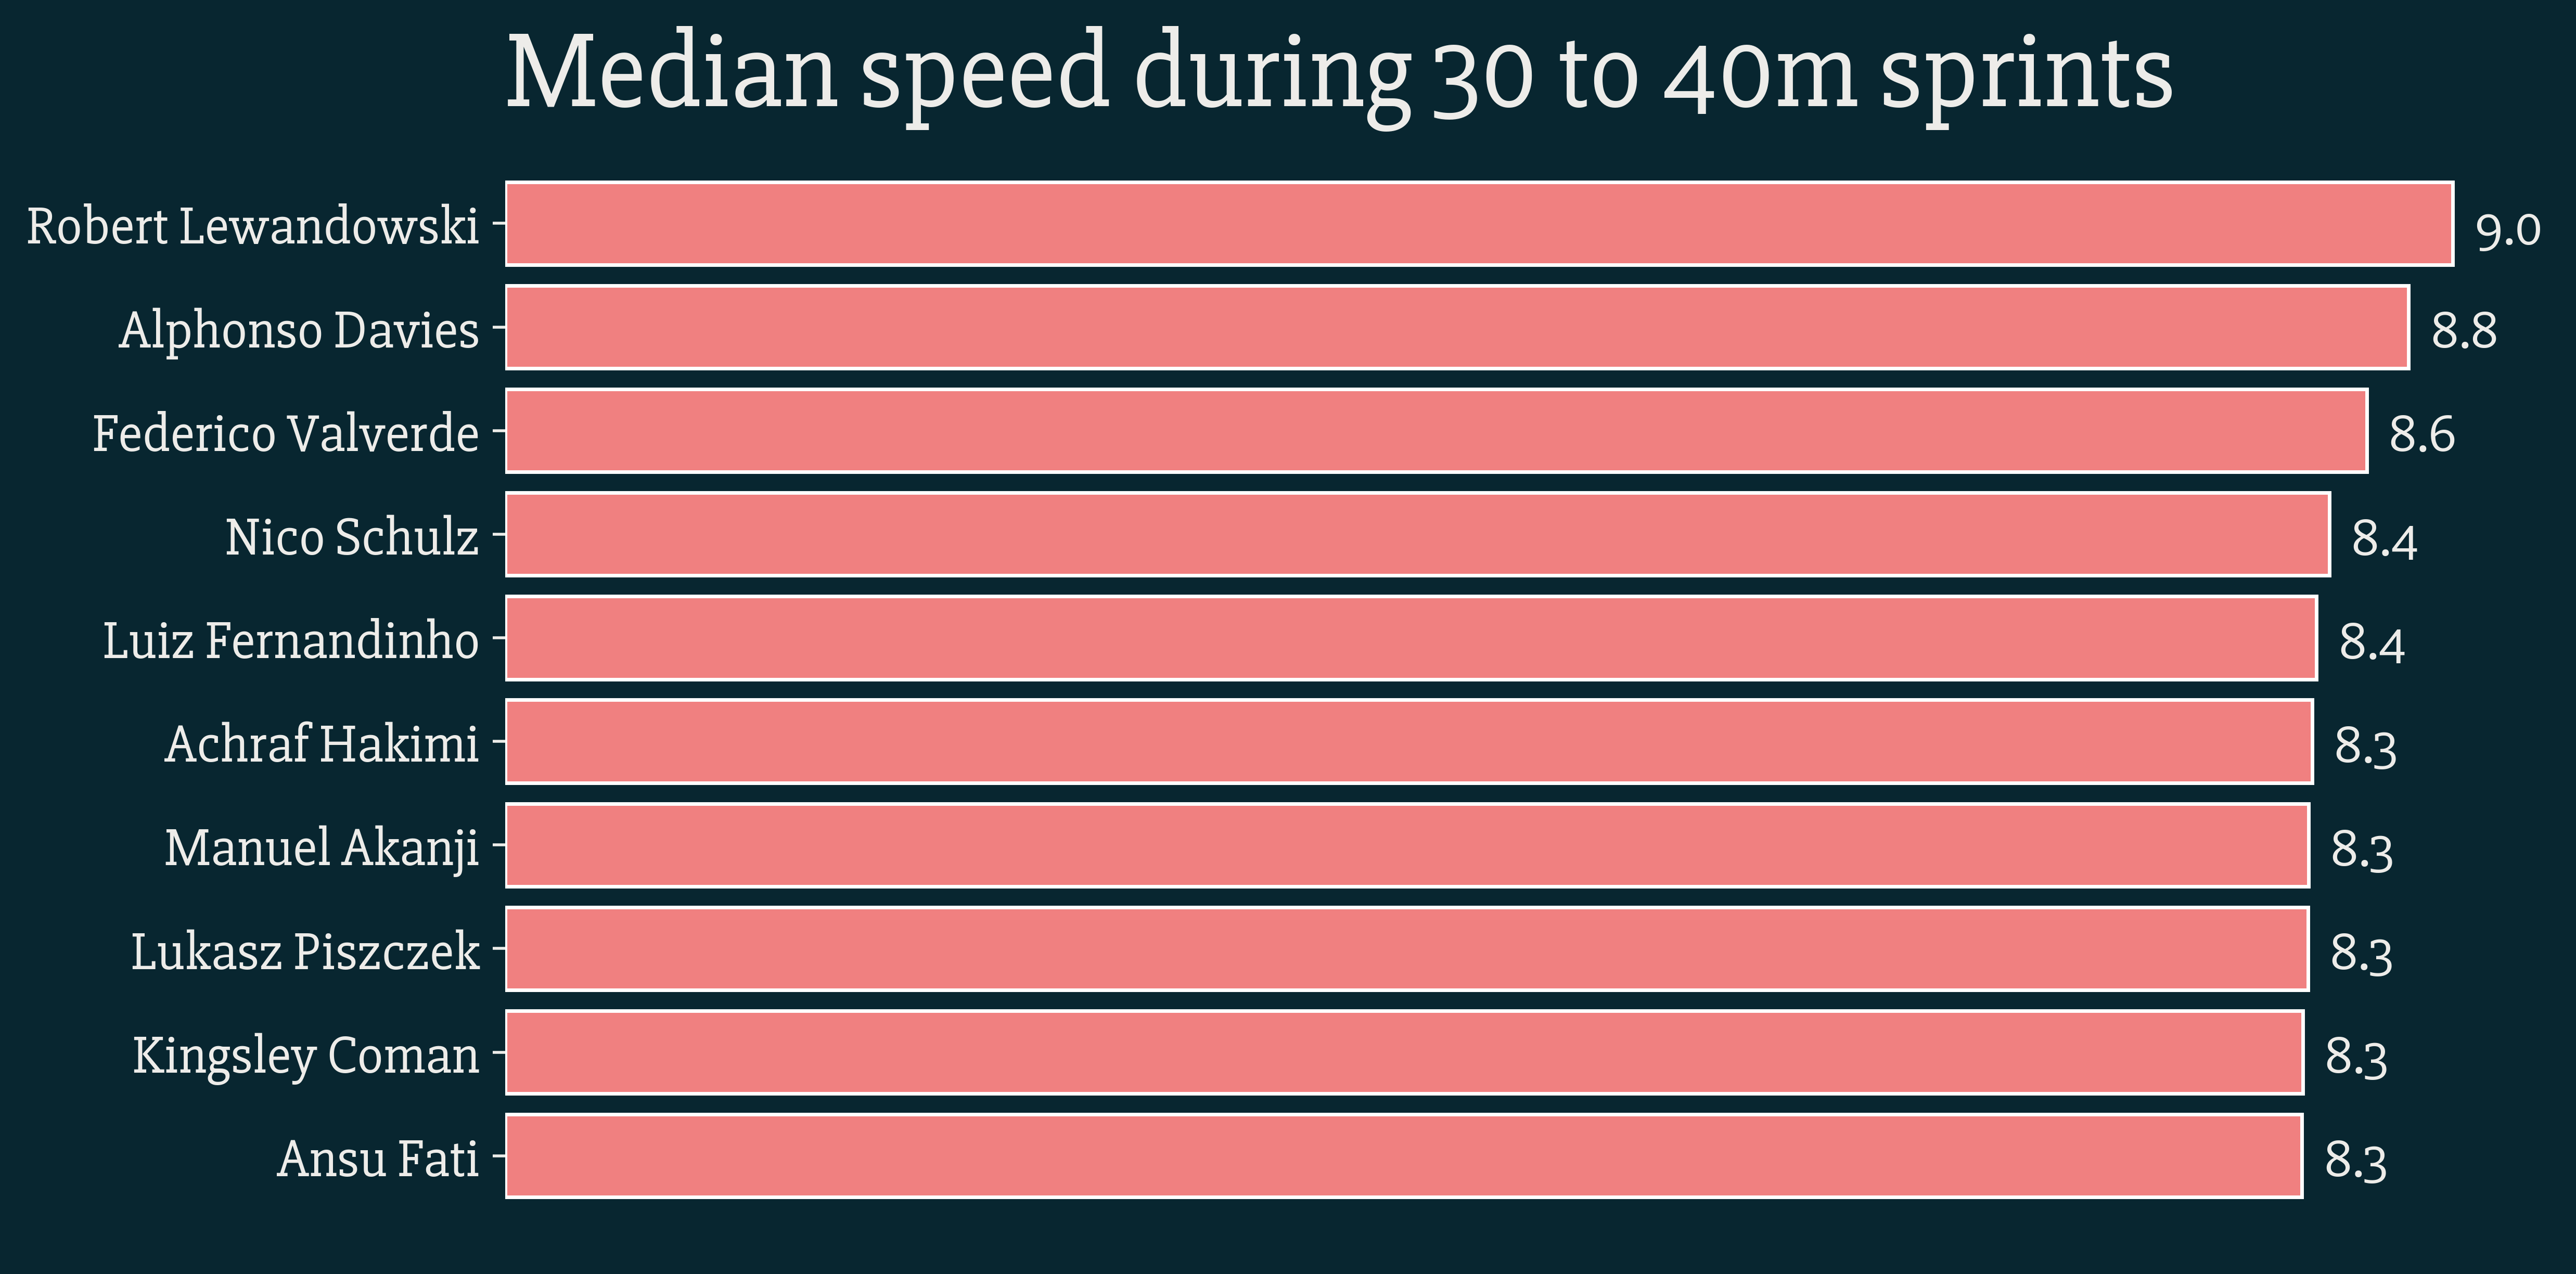 Median speed during 30 to 40m sprints
Robert Lewandowski 9.0
Alphonso Davies 8.8
Federico Valverde 8.6
Nico Schulz 8.4
Luiz Fernandinho 8.4
Achraf Hakimi 8.3
Manuel Akanji 8.3
Lukasz Piszczek 8.3
Kingsley Coman 8.3
Ansu Fati 8.3